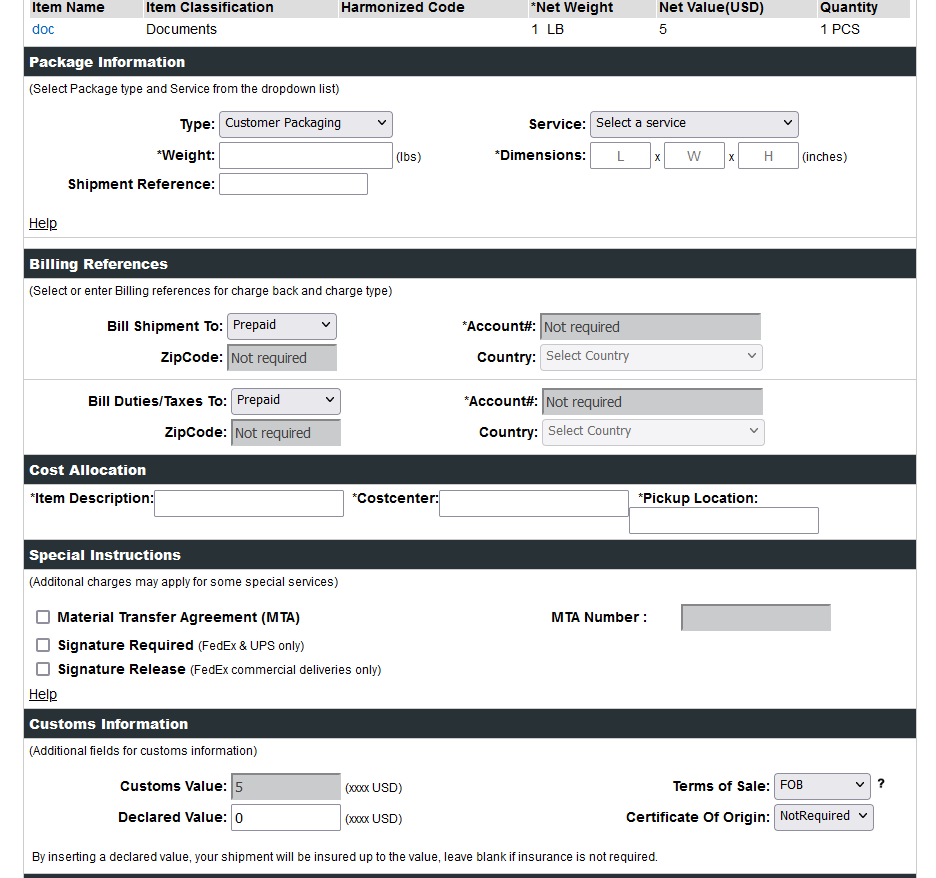 Item Name Item Classification Harmonized Code *Net Weight Net Value(USD) Quantity
doc Documents 1 LB 5 1 PCS
Package Information
(Select Package type and Service from the dropdown list)
Type: Customer Packaging Service: Select a service
*Weight: (lbs) *Dimensions: L x W x H (inches)
Shipment Reference:
Help
Billing References
(Select or enter Billing references for charge back and charge type)
Bill Shipment To: Prepaid *Account#: Not required
ZipCode: Not required Country: Select Country
Bill Duties/Taxes To: Prepaid *Account#: Not required
ZipCode: Not required Country: Select Country
Cost Allocation
*Item Description: *Costcenter: *Pickup Location:
Special Instructions
(Additonal charges may apply for some special services)
Material Transfer Agreement (MTA) MTA Number :
Signature Required (FedEx & UPS only)
Signature Release (FedEx commercial deliveries only)
Help
Customs Information
(Additional fields for customs information)
Customs Value: 5 (xxxx USD) Terms of Sale: FOB ?
Declared Value: 0 (xxxx USD) Certificate Of Origin: NotRequired
By inserting a declared value, your shipment will be insured up to the value, leave blank if insurance is not required.